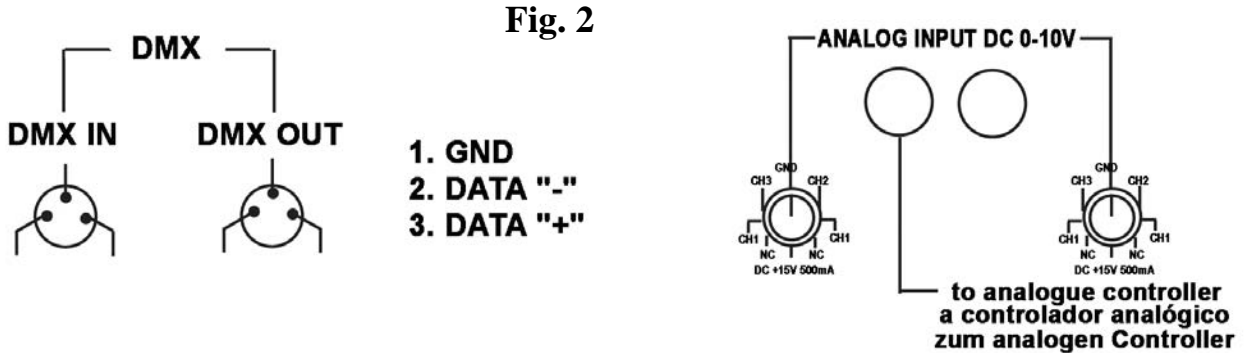 Fig. 2
DMX
DMX IN DMX OUT
1. GND
2. DATA "-"
3. DATA "+"
ANALOG INPUT DC 0-10V
GND
CH3 CH2
CH1 CH1
NC NC
DC +15V 500mA
GND
CH3 CH2
CH1 CH1
NC NC
DC +15V 500mA
to analogue controller
a controlador analógico
zum analogen Controller